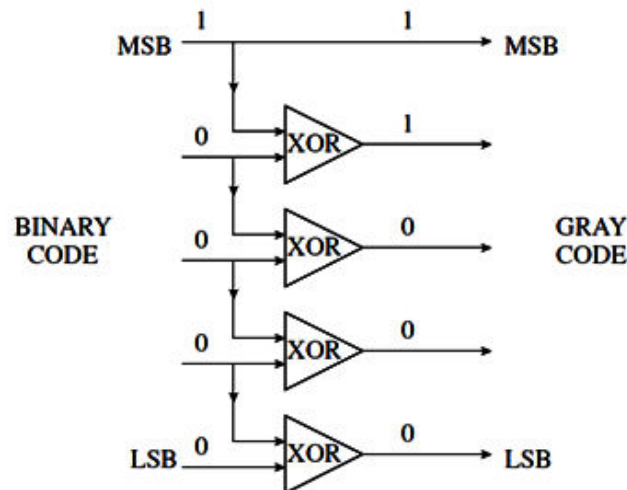 1 1
MSB MSB
0 XOR 1
BINARY CODE
0 XOR 0
GRAY CODE
0 XOR 0
LSB 0 XOR 0 LSB